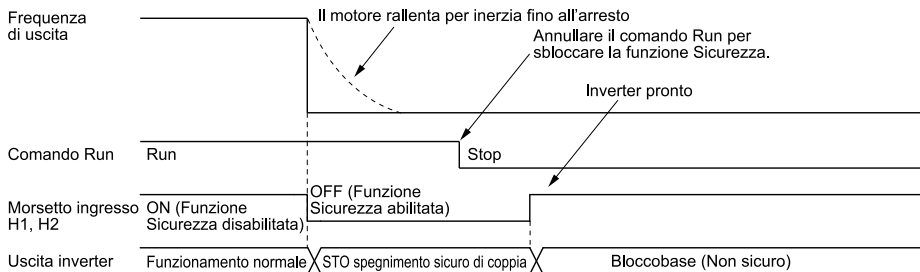 Frequenza
di uscita
Il motore rallenta per inerzia fino all'arresto
Annullare il comando Run per
sbloccare la funzione Sicurezza.
Inverter pronto
Comando Run
Run
Stop
Morsetto ingresso
H1, H2
ON (Funzione
Sicurezza disabilitata)
OFF (Funzione
Sicurezza abilitata)
Uscita inverter
Funzionamento normale
STO spegnimento sicuro di coppia
Bloccobase (Non sicuro)